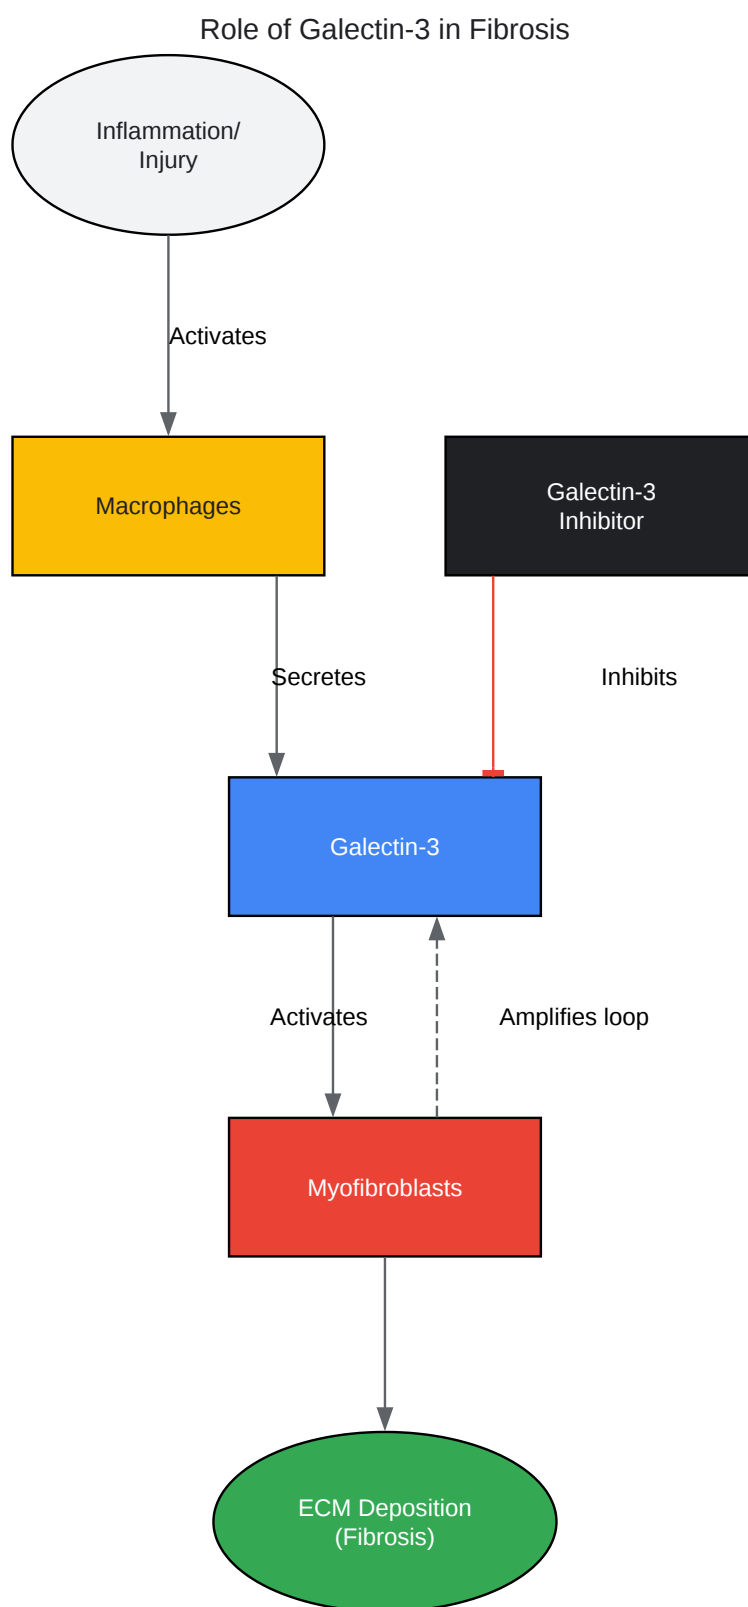 Role of Galectin-3 in Fibrosis
Inflammation/
Injury
Activates
Macrophages
Galectin-3
Inhibitor
Secretes
Inhibits
Galectin-3
Activates
Amplifies loop
Myofibroblasts
ECM Deposition
(Fibrosis)